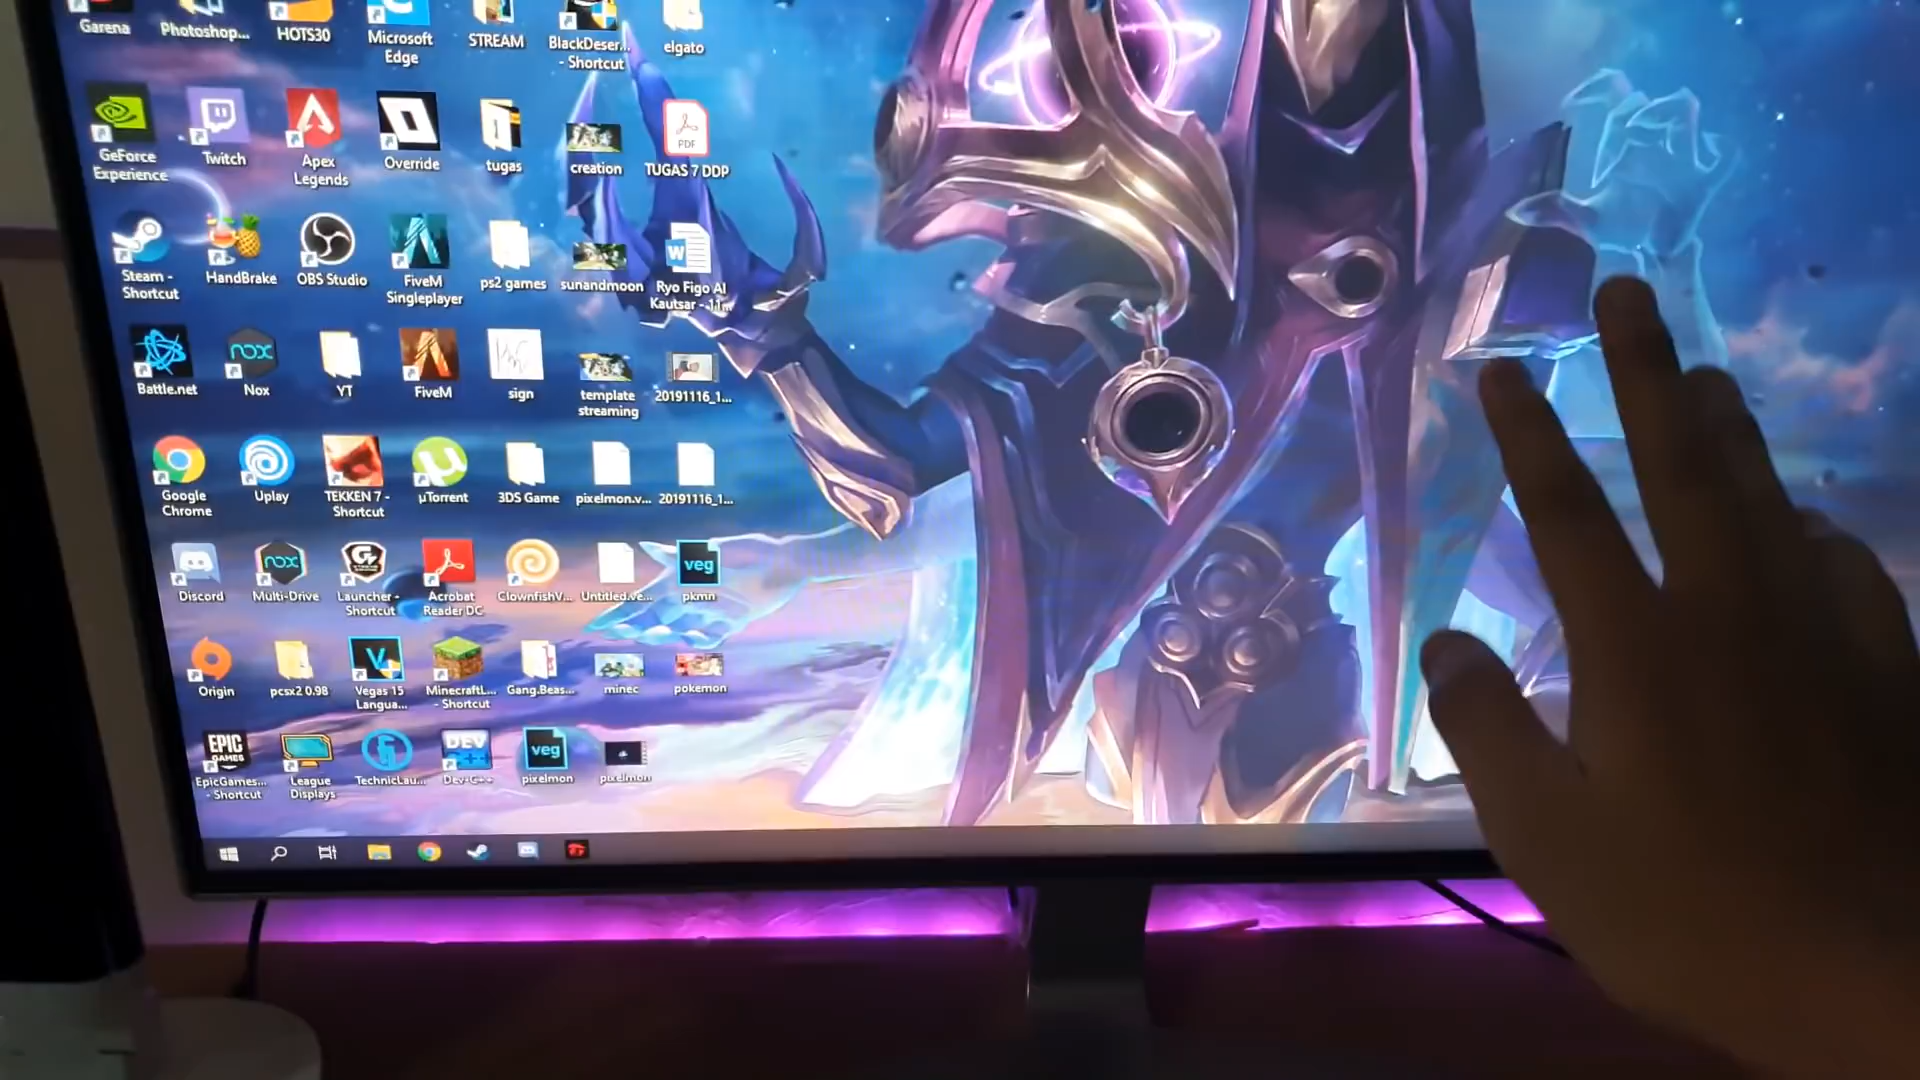 Garena
Photoshop...
HOTS30
Microsoft
Edge
STREAM
BlackDeser...
- Shortcut
elgato
GeForce
Experience
Twitch
Apex
Legends
Override
tugas
creation
PDF
TUGAS 7 DDP
Steam -
Shortcut
HandBrake
OBS Studio
FiveM
Singleplayer
ps2 games
sunandmoon
W
Ryo Figo Al
Kautsar - 11...
Battle.net
nox
Nox
YT
FiveM
sign
template
streaming
20191116_1...
Google
Chrome
Uplay
TEKKEN 7 -
Shortcut
µTorrent
3DS Game
pixelmon.v...
20191116_1...
Discord
nox
Multi-Drive
Launcher -
Shortcut
Acrobat
Reader DC
ClownfishV...
Untitled.ve...
veg
pkmn
Origin
pcsx2 0.98
V
Vegas 15
Langua...
MinecraftL...
- Shortcut
Gang.Beas...
minec
pokemon
EPIC
GAMES
EpicGames...
- Shortcut
League
Displays
TechnicLau...
DEV
C++
Dev-C++
veg
pixelmon
pixelmon